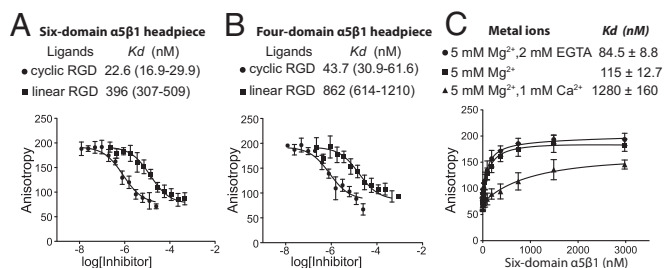 A Six-domain α5β1 headpiece
Ligands Kd (nM)
● cyclic RGD 22.6 (16.9-29.9)
■ linear RGD 396 (307-509)
250
200
150
100
50
Anisotropy
-8 -6 -4 -2
log[Inhibitor]
B Four-domain α5β1 headpiece
Ligands Kd (nM)
● cyclic RGD 43.7 (30.9-61.6)
■ linear RGD 862 (614-1210)
250
200
150
100
50
Anisotropy
-8 -6 -4 -2
log[Inhibitor]
C Metal ions Kd (nM)
● 5 mM Mg²⁺,2 mM EGTA 84.5 ± 8.8
■ 5 mM Mg²⁺ 115 ± 12.7
▲ 5 mM Mg²⁺,1 mM Ca²⁺ 1280 ± 160
250
200
150
100
50
0
Anisotropy
0 1000 2000 3000
Six-domain α5β1 (nM)